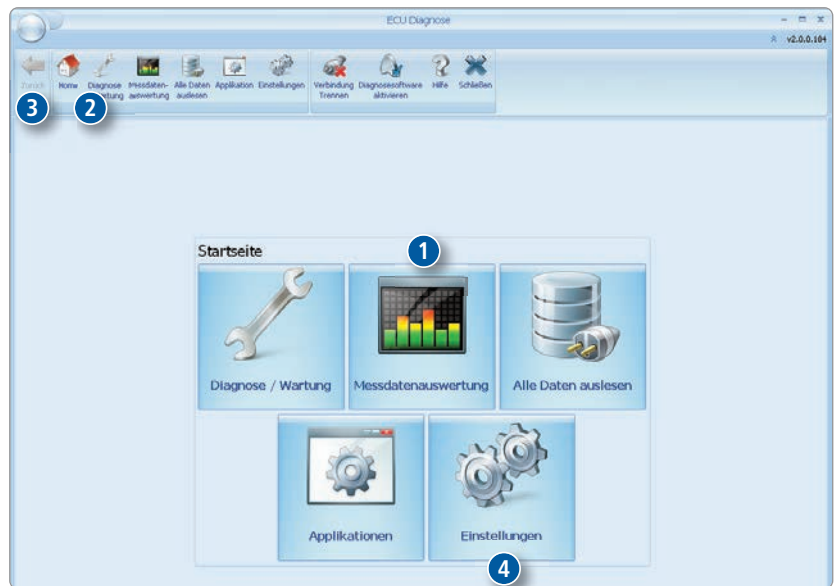 ECU Diagnose
v2.0.0.104
Zurück
Home
Diagnose
Wartung
Messdaten-
auswertung
Alle Daten
auslesen
Applikation
Einstellungen
Verbindung
Trennen
Diagnosesoftware
aktivieren
Hilfe
Schließen
3
2
Startseite
1
Diagnose / Wartung
Messdatenauswertung
Alle Daten auslesen
Applikationen
Einstellungen
4